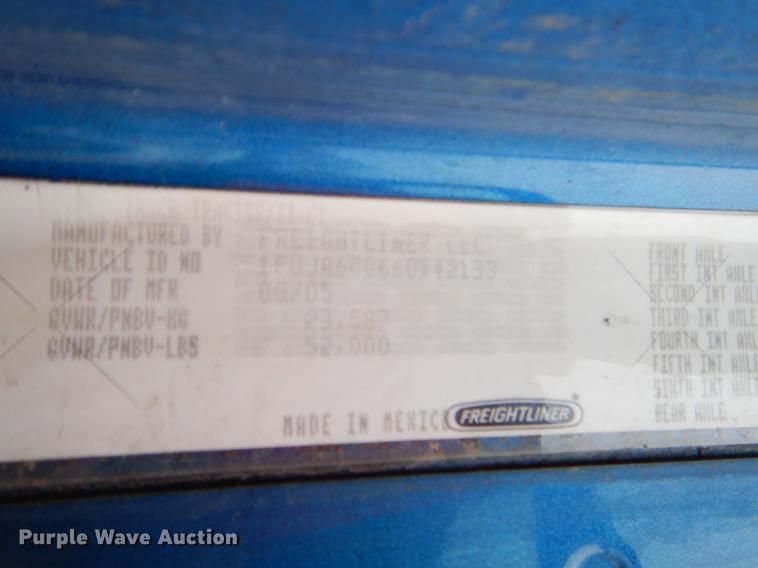 MANUFACTURED BY FREIGHTLINER LLC
VEHICLE ID NO
DATE OF MFR 08/05
GVWR/PNBV-KG 23,587
GVWR/PNBV-LBS 52,000
MADE IN MEXICO FREIGHTLINER
FRONT AXLE
FIRST INT AXLE
SECOND INT AXLE
THIRD INT AXLE
FOURTH INT AXLE
FIFTH INT AXLE
SIXTH INT AXLE
REAR AXLE
Purple Wave Auction